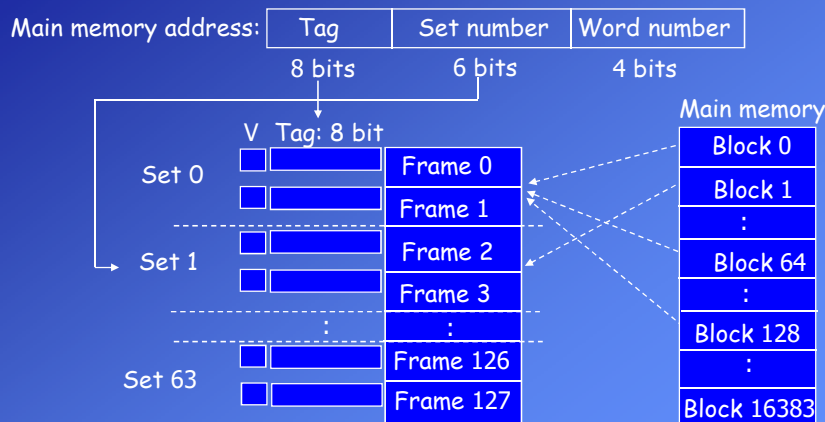 Main memory address: Tag Set number Word number
8 bits 6 bits 4 bits
Main memory
V Tag: 8 bit
Set 0
Frame 0
Frame 1
Set 1
Frame 2
Frame 3
: :
Set 63
Frame 126
Frame 127
Block 0
Block 1
:
Block 64
:
Block 128
:
Block 16383